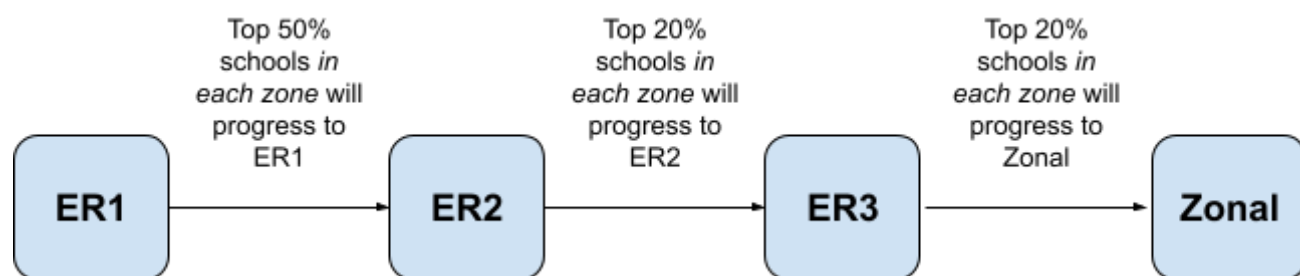 Top 50%
schools in
each zone will
progress to
ER1
Top 20%
schools in
each zone will
progress to
ER2
Top 20%
schools in
each zone will
progress to
Zonal
ER1
ER2
ER3
Zonal